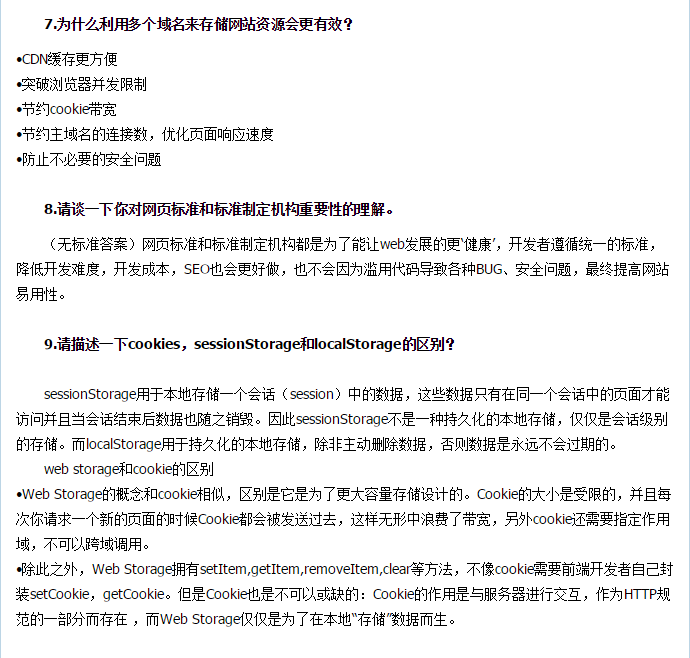 7.为什么利用多个域名来存储网站资源会更有效？
•CDN缓存更方便
•突破浏览器并发限制
•节约cookie带宽
•节约主域名的连接数，优化页面响应速度
•防止不必要的安全问题
8.请谈一下你对网页标准和标准制定机构重要性的理解。
（无标准答案）网页标准和标准制定机构都是为了能让web发展的更‘健康’，开发者遵循统一的标准，
降低开发难度，开发成本，SEO也会更好做，也不会因为滥用代码导致各种BUG、安全问题，最终提高网站
易用性。
9.请描述一下cookies，sessionStorage和localStorage的区别？
sessionStorage用于本地存储一个会话（session）中的数据，这些数据只有在同一个会话中的页面才能
访问并且当会话结束后数据也随之销毁。因此sessionStorage不是一种持久化的本地存储，仅仅是会话级别
的存储。而localStorage用于持久化的本地存储，除非主动删除数据，否则数据是永远不会过期的。
web storage和cookie的区别
•Web Storage的概念和cookie相似，区别是它是为了更大容量存储设计的。Cookie的大小是受限的，并且每
次你请求一个新的页面的时候Cookie都会被发送过去，这样无形中浪费了带宽，另外cookie还需要指定作用
域，不可以跨域调用。
•除此之外，Web Storage拥有setItem,getItem,removeItem,clear等方法，不像cookie需要前端开发者自己封
装setCookie，getCookie。但是Cookie也是不可以或缺的：Cookie的作用是与服务器进行交互，作为HTTP规
范的一部分而存在 ，而Web Storage仅仅是为了在本地“存储”数据而生。